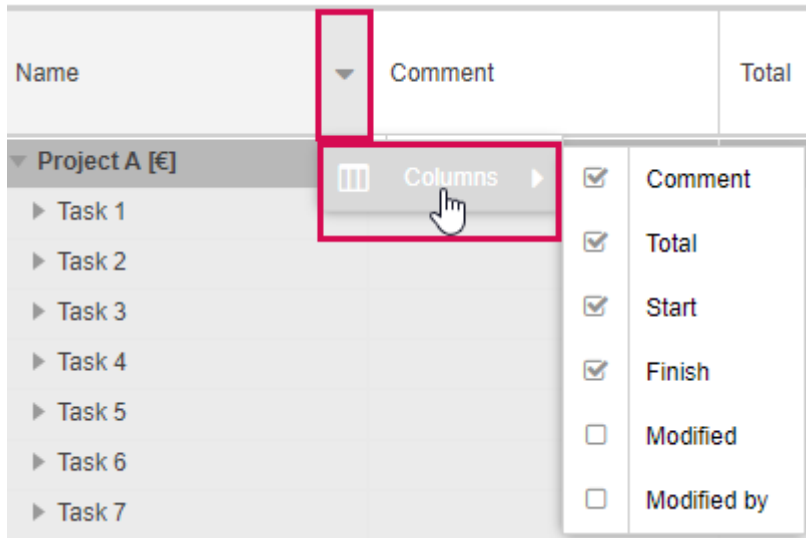 Name
Comment
Total
Project A [€]
Columns
Comment
Task 1
Total
Task 2
Task 3
Start
Task 4
Finish
Task 5
Modified
Task 6
Modified by
Task 7